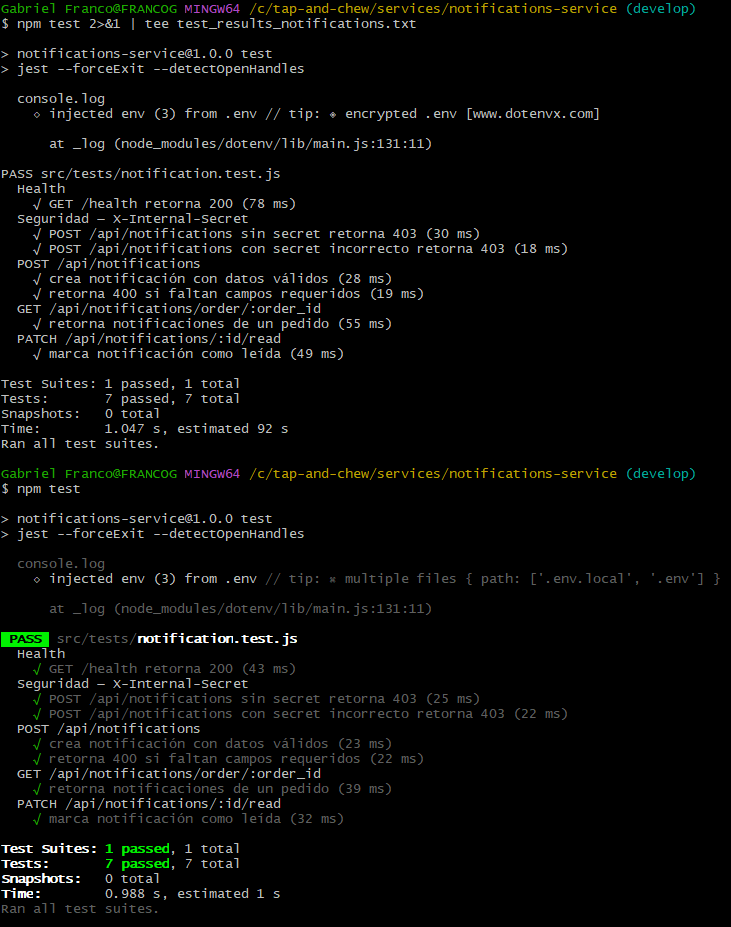 Gabriel Franco@FRANCOG MINGW64 /c/tap-and-chew/services/notifications-service (develop)
$ npm test 2>&1 | tee test_results_notifications.txt

> notifications-service@1.0.0 test
> jest --forceExit --detectOpenHandles

  console.log
    ◇ injected env (3) from .env // tip: ◈ encrypted .env [www.dotenvx.com]

      at _log (node_modules/dotenv/lib/main.js:131:11)

PASS src/tests/notification.test.js
  Health
    √ GET /health retorna 200 (78 ms)
  Seguridad — X-Internal-Secret
    √ POST /api/notifications sin secret retorna 403 (30 ms)
    √ POST /api/notifications con secret incorrecto retorna 403 (18 ms)
  POST /api/notifications
    √ crea notificación con datos válidos (28 ms)
    √ retorna 400 si faltan campos requeridos (19 ms)
  GET /api/notifications/order/:order_id
    √ retorna notificaciones de un pedido (55 ms)
  PATCH /api/notifications/:id/read
    √ marca notificación como leída (49 ms)

Test Suites: 1 passed, 1 total
Tests:       7 passed, 7 total
Snapshots:   0 total
Time:        1.047 s, estimated 92 s
Ran all test suites.

Gabriel Franco@FRANCOG MINGW64 /c/tap-and-chew/services/notifications-service (develop)
$ npm test

> notifications-service@1.0.0 test
> jest --forceExit --detectOpenHandles

  console.log
    ◇ injected env (3) from .env // tip: ⌘ multiple files { path: ['.env.local', '.env'] }

      at _log (node_modules/dotenv/lib/main.js:131:11)

PASS src/tests/notification.test.js
  Health
    √ GET /health retorna 200 (43 ms)
  Seguridad — X-Internal-Secret
    √ POST /api/notifications sin secret retorna 403 (25 ms)
    √ POST /api/notifications con secret incorrecto retorna 403 (22 ms)
  POST /api/notifications
    √ crea notificación con datos válidos (23 ms)
    √ retorna 400 si faltan campos requeridos (22 ms)
  GET /api/notifications/order/:order_id
    √ retorna notificaciones de un pedido (39 ms)
  PATCH /api/notifications/:id/read
    √ marca notificación como leída (32 ms)

Test Suites: 1 passed, 1 total
Tests:       7 passed, 7 total
Snapshots:   0 total
Time:        0.988 s, estimated 1 s
Ran all test suites.